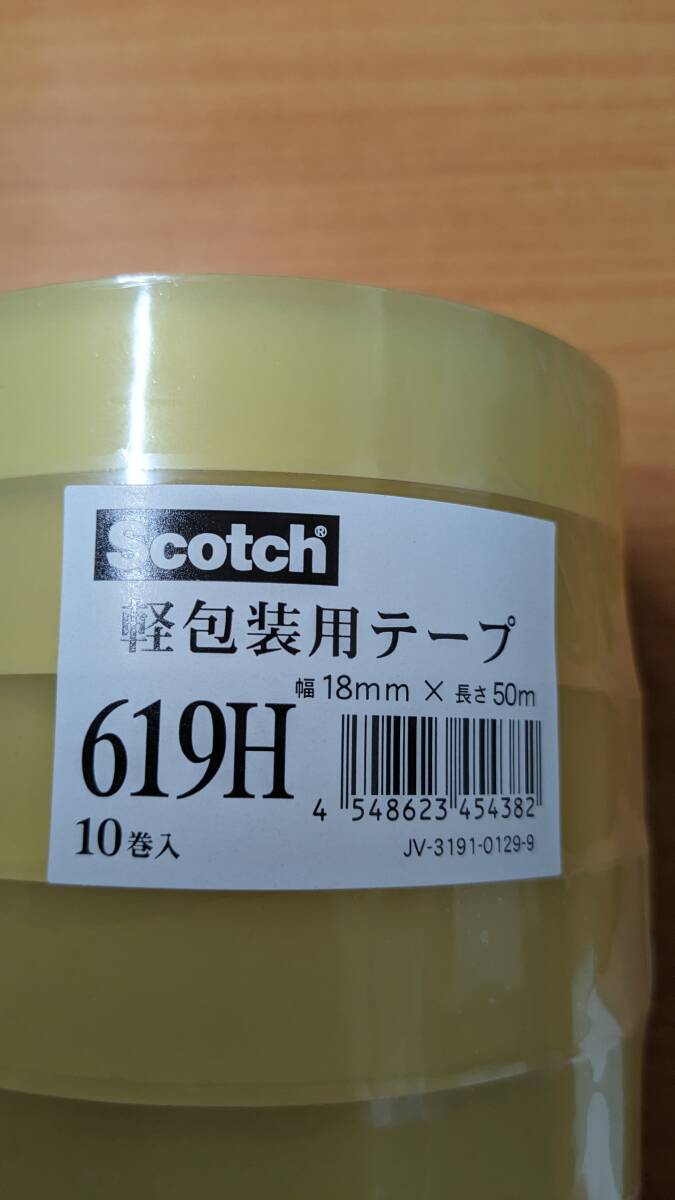 Scotch®
軽包装用テープ
幅 18mm × 長さ 50m
619H
4 548623 454382
10巻入
JV-3191-0129-9